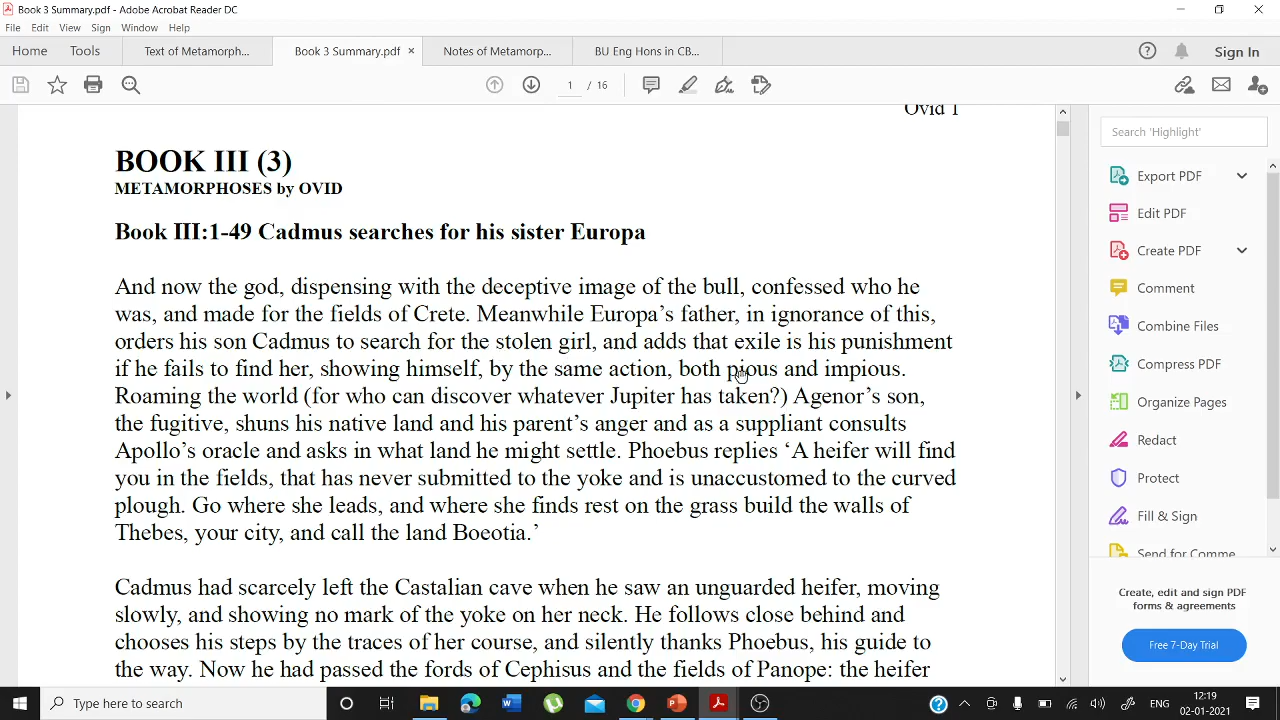 Book 3 Summary.pdf - Adobe Acrobat Reader DC
File Edit View Sign Window Help
Home Tools Text of Metamorph... Book 3 Summary.pdf × Notes of Metamorp... BU Eng Hons in CB... Sign In
1 / 16
Ovid 1
Search 'Highlight'
BOOK III (3)
METAMORPHOSES by OVID
Book III:1-49 Cadmus searches for his sister Europa
And now the god, dispensing with the deceptive image of the bull, confessed who he
was, and made for the fields of Crete. Meanwhile Europa's father, in ignorance of this,
orders his son Cadmus to search for the stolen girl, and adds that exile is his punishment
if he fails to find her, showing himself, by the same action, both pious and impious.
Roaming the world (for who can discover whatever Jupiter has taken?) Agenor's son,
the fugitive, shuns his native land and his parent's anger and as a suppliant consults
Apollo's oracle and asks in what land he might settle. Phoebus replies ‘A heifer will find
you in the fields, that has never submitted to the yoke and is unaccustomed to the curved
plough. Go where she leads, and where she finds rest on the grass build the walls of
Thebes, your city, and call the land Boeotia.’
Cadmus had scarcely left the Castalian cave when he saw an unguarded heifer, moving
slowly, and showing no mark of the yoke on her neck. He follows close behind and
chooses his steps by the traces of her course, and silently thanks Phoebus, his guide to
the way. Now he had passed the fords of Cephisus and the fields of Panope: the heifer
Export PDF
Edit PDF
Create PDF
Comment
Combine Files
Compress PDF
Organize Pages
Redact
Protect
Fill & Sign
Send for Comme
Create, edit and sign PDF
forms & agreements
Free 7-Day Trial
Type here to search
ENG
12:19
02-01-2021